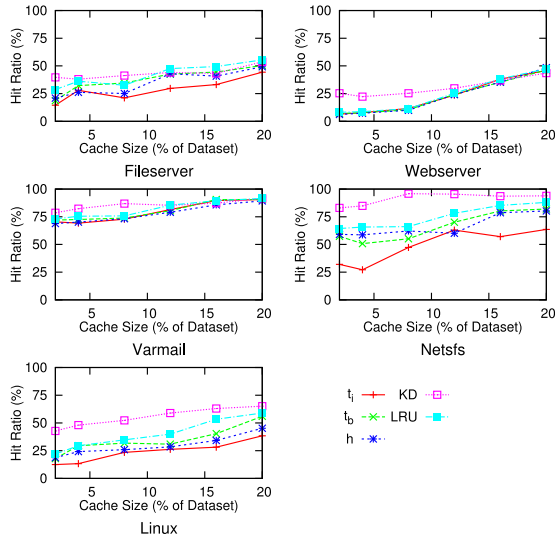 Hit Ratio (%)
100
75
50
25
0
5 10 15 20
Cache Size (% of Dataset)
Fileserver
Hit Ratio (%)
100
75
50
25
0
5 10 15 20
Cache Size (% of Dataset)
Webserver
Hit Ratio (%)
100
75
50
25
0
5 10 15 20
Cache Size (% of Dataset)
Varmail
Hit Ratio (%)
100
75
50
25
0
5 10 15 20
Cache Size (% of Dataset)
Netsfs
Hit Ratio (%)
100
75
50
25
0
5 10 15 20
Cache Size (% of Dataset)
Linux
t_i KD
t_b LRU
h